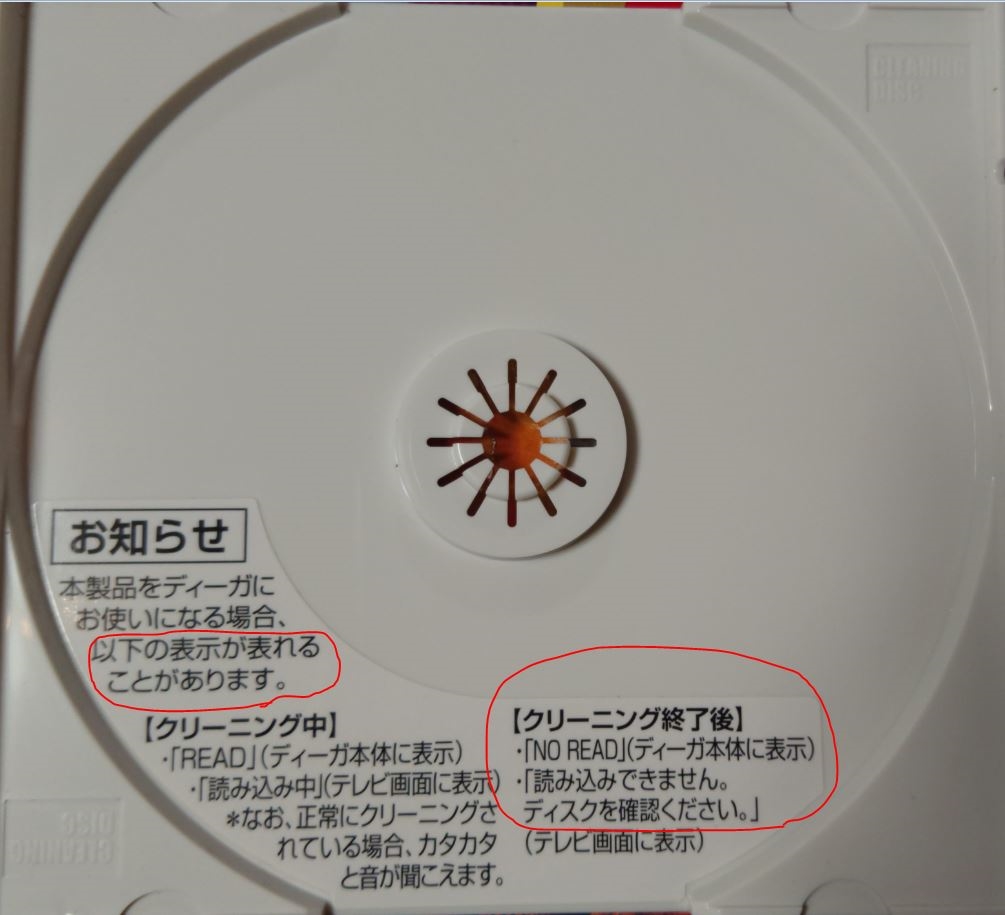 CLEANING
DISC
お知らせ
本製品をディーガに
お使いになる場合、
以下の表示が表れる
ことがあります。
【クリーニング中】
・「READ」(ディーガ本体に表示)
・「読み込み中」(テレビ画面に表示)
*なお、正常にクリーニングさ
れている場合、カタカタ
と音が聞こえます。
【クリーニング終了後】
・「NO READ」(ディーガ本体に表示)
・「読み込みできません。
ディスクを確認ください。」
(テレビ画面に表示)
CLEANING
DISC